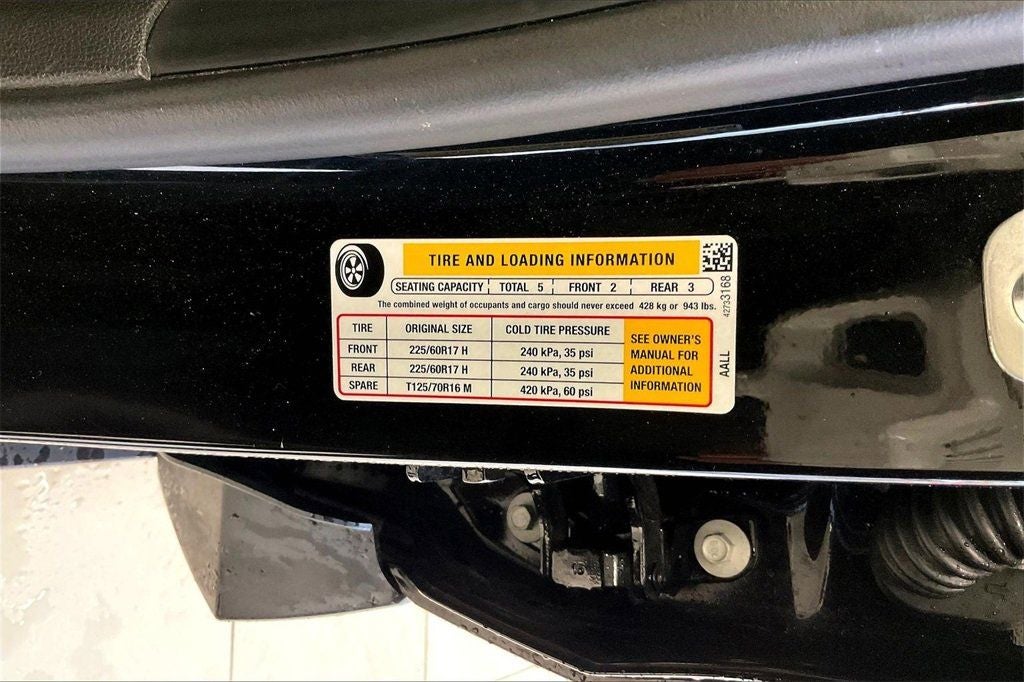 TIRE AND LOADING INFORMATION
SEATING CAPACITY TOTAL 5 FRONT 2 REAR 3
The combined weight of occupants and cargo should never exceed 428 kg or 943 lbs.
TIRE ORIGINAL SIZE COLD TIRE PRESSURE
FRONT 225/60R17 H 240 kPa, 35 psi
REAR 225/60R17 H 240 kPa, 35 psi
SPARE T125/70R16 M 420 kPa, 60 psi
SEE OWNER'S
MANUAL FOR
ADDITIONAL
INFORMATION
42733168
AALL